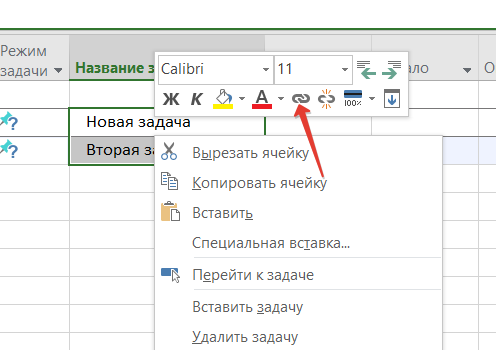 Режим
задачи
Название з
Calibri
11
ало
О
Ж К А 100%
? Новая задача
? Вторая за
Вырезать ячейку
Копировать ячейку
Вставить
Специальная вставка...
Перейти к задаче
Вставить задачу
Удалить задачу